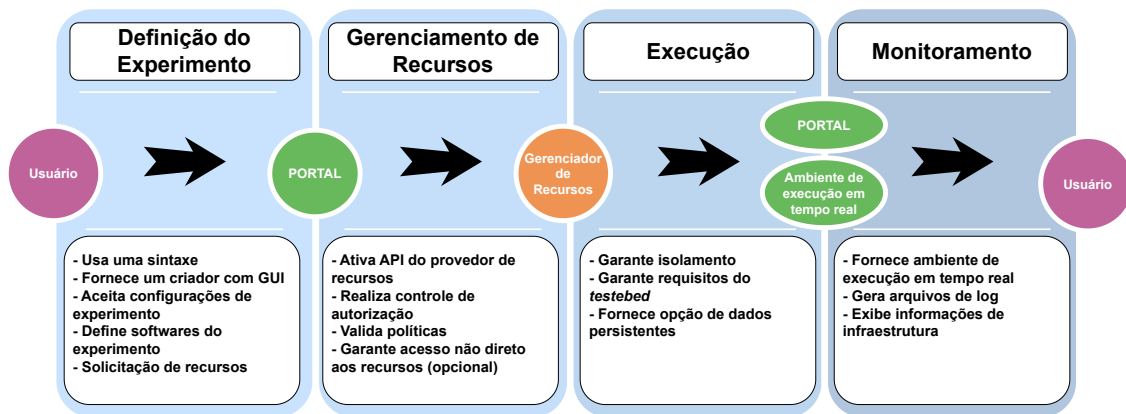 Definição do
Experimento
Gerenciamento de
Recursos
Execução
Monitoramento
Usuário
PORTAL
Gerenciador
de
Recursos
PORTAL
Ambiente de
execução em
tempo real
Usuário
- Usa uma sintaxe
- Fornece um criador com GUI
- Aceita configurações de
experimento
- Define softwares do
experimento
- Solicitação de recursos
- Ativa API do provedor de
recursos
- Realiza controle de
autorização
- Valida políticas
- Garante acesso não direto
aos recursos (opcional)
- Garante isolamento
- Garante requisitos do
testebed
- Fornece opção de dados
persistentes
- Fornece ambiente de
execução em tempo real
- Gera arquivos de log
- Exibe informações de
infraestrutura